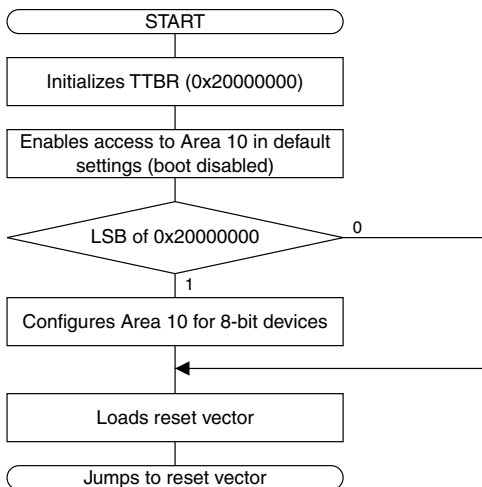 START
Initializes TTBR (0x20000000)
Enables access to Area 10 in default
settings (boot disabled)
LSB of 0x20000000
0
1
Configures Area 10 for 8-bit devices
Loads reset vector
Jumps to reset vector